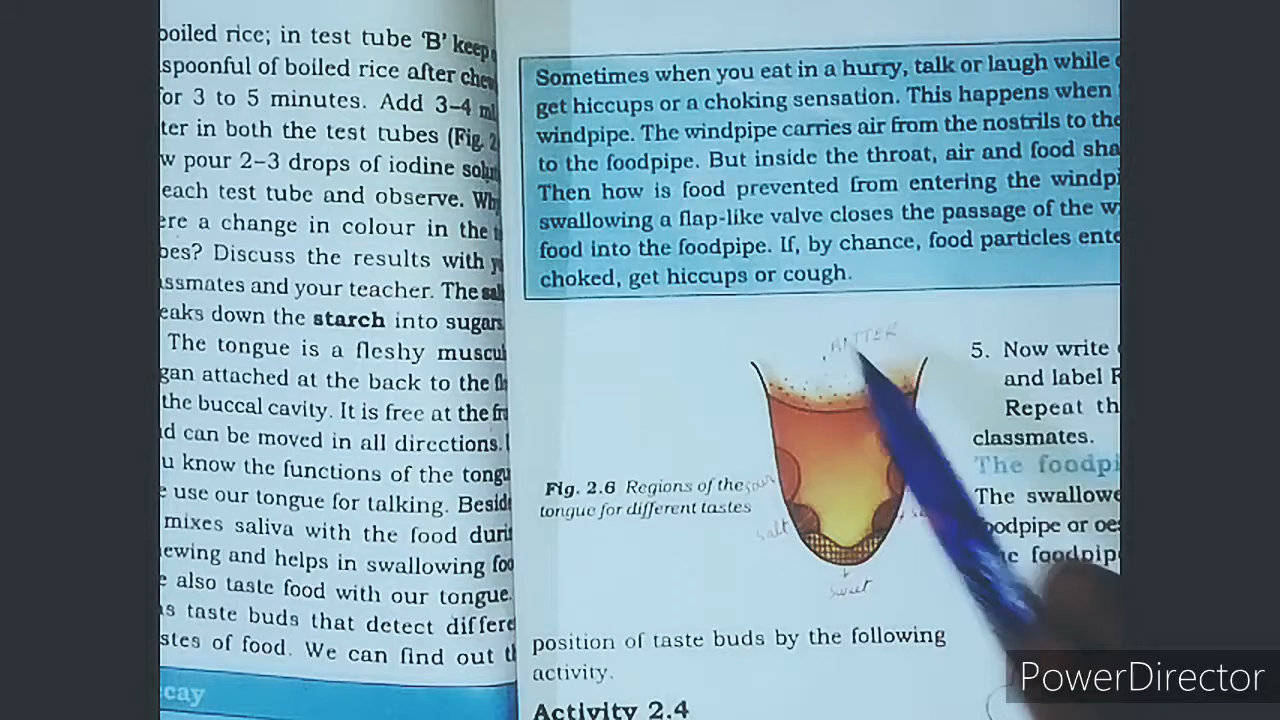 boiled rice; in test tube 'B' keep
spoonful of boiled rice after chew
for 3 to 5 minutes. Add 3–4 ml
ter in both the test tubes (Fig. 2
w pour 2–3 drops of iodine solut
each test tube and observe. Why
ere a change in colour in the
bes? Discuss the results with y
assmates and your teacher. The sal
eaks down the starch into sugars
The tongue is a fleshy muscul
gan attached at the back to the fl
the buccal cavity. It is free at the fro
nd can be moved in all directions.
u know the functions of the tongu
e use our tongue for talking. Besid
mixes saliva with the food duri
ewing and helps in swallowing foo
e also taste food with our tongue.
as taste buds that detect differe
stes of food. We can find out th
cay
Sometimes when you eat in a hurry, talk or laugh while
get hiccups or a choking sensation. This happens when
windpipe. The windpipe carries air from the nostrils to the
to the foodpipe. But inside the throat, air and food sha
Then how is food prevented from entering the windpi
swallowing a flap-like valve closes the passage of the w
food into the foodpipe. If, by chance, food particles ente
choked, get hiccups or cough.
BITTER
sour
salt
sweet
Fig. 2.6 Regions of the
tongue for different tastes
position of taste buds by the following
activity.
Activity 2.4
5. Now write
and label F
Repeat th
classmates.
The foodpi
The swallowe
foodpipe or oes
foodpipe
PowerDirector